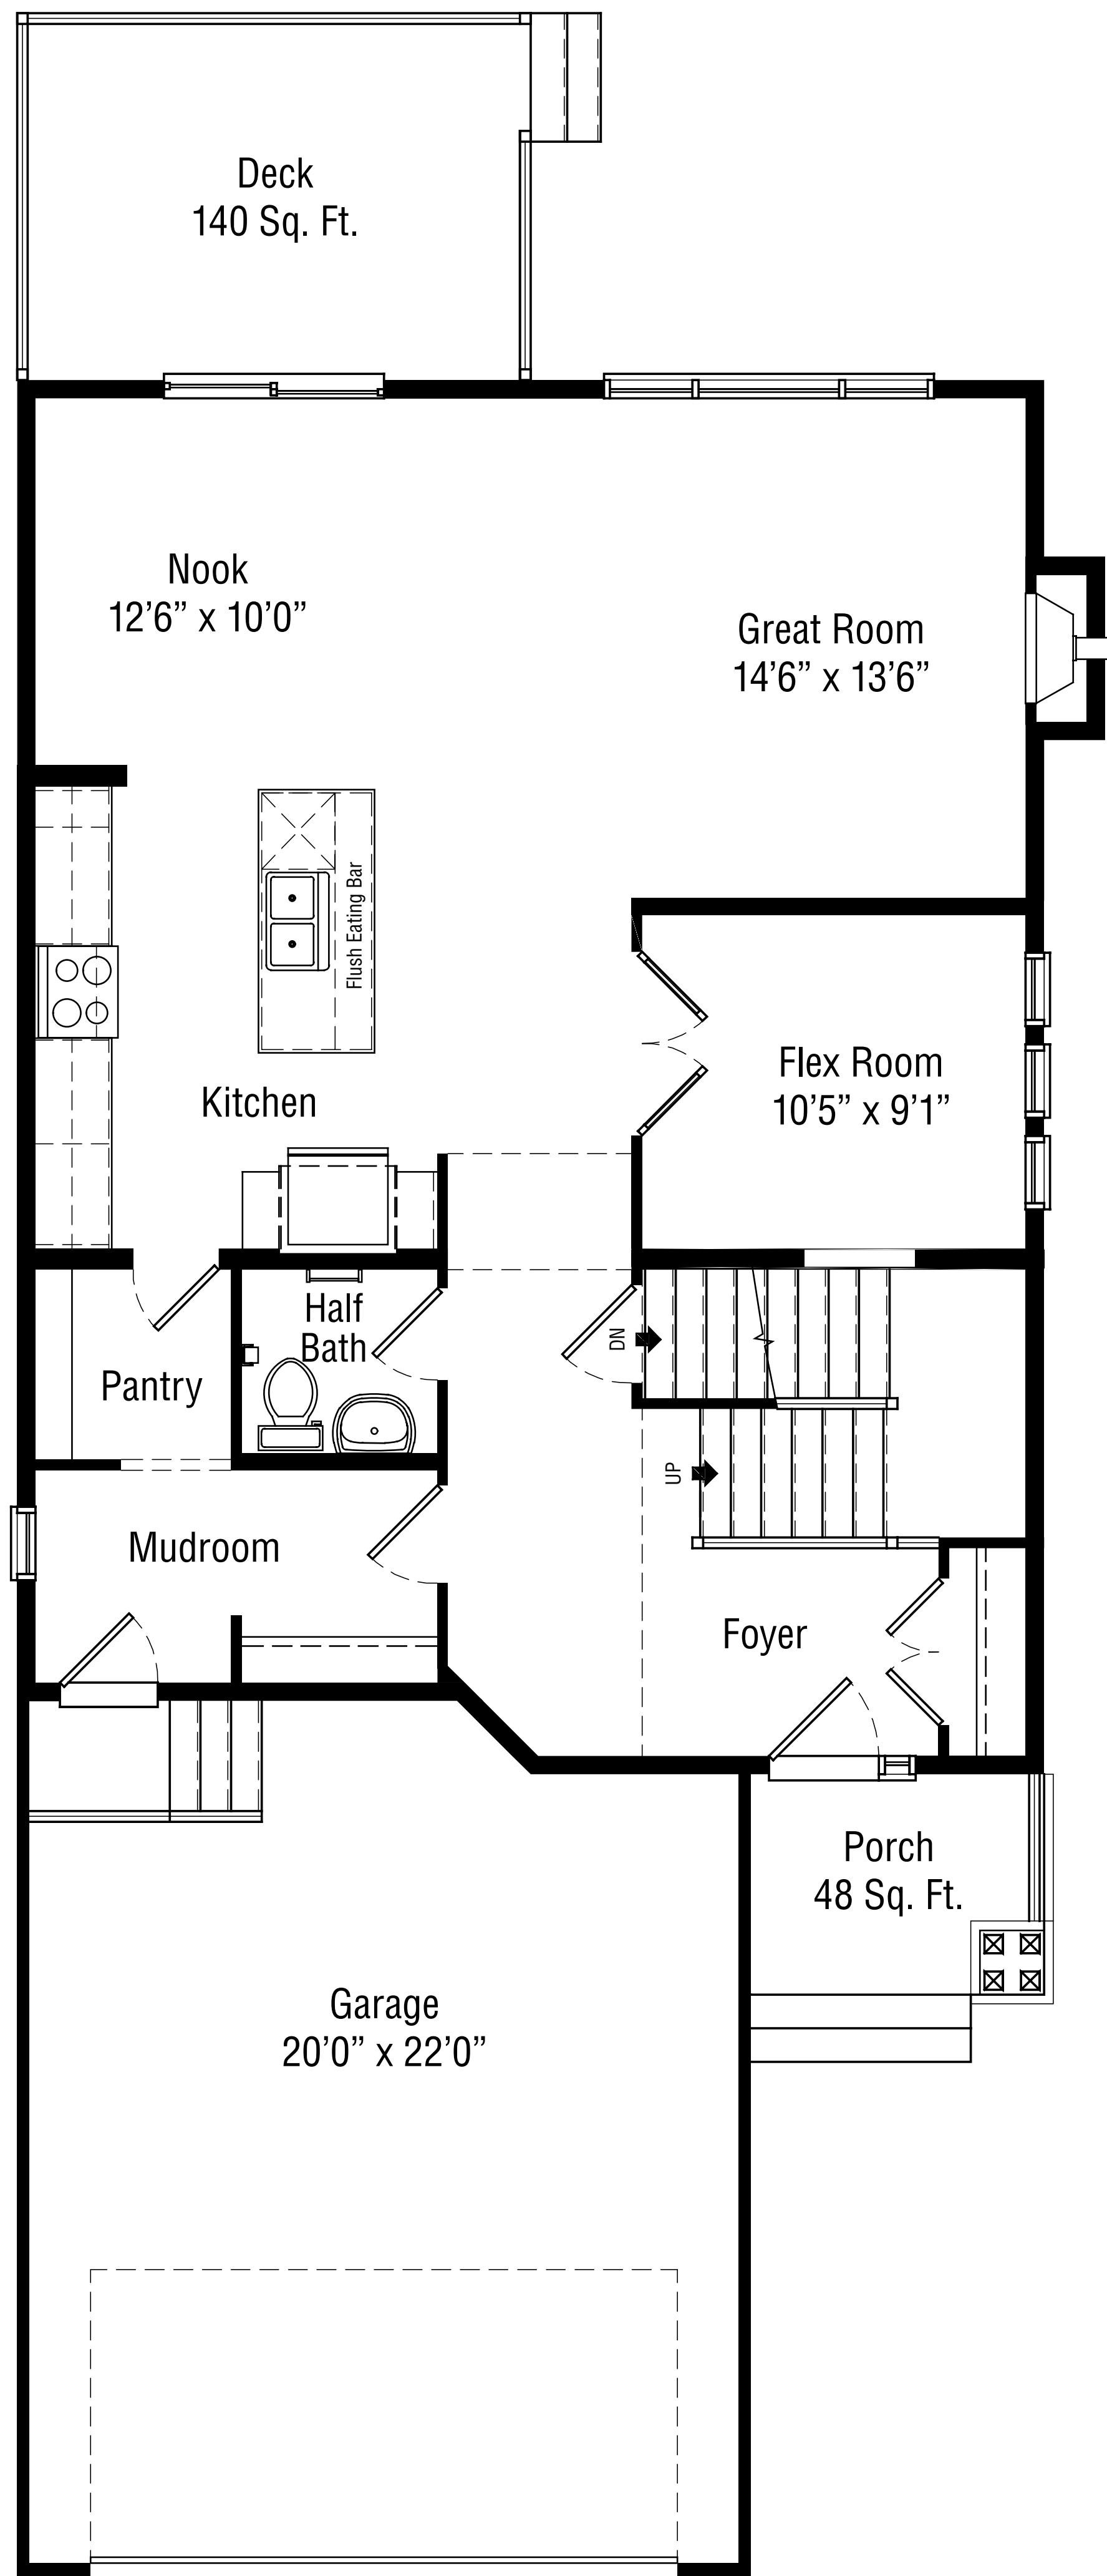 Deck
140 Sq. Ft.
Nook
12’6” x 10’0”
Great Room
14’6” x 13’6”
Flush Eating Bar
Kitchen
Flex Room
10’5” x 9’1”
Half
Bath
DN
Pantry
UP
Mudroom
Foyer
Porch
48 Sq. Ft.
Garage
20’0” x 22’0”